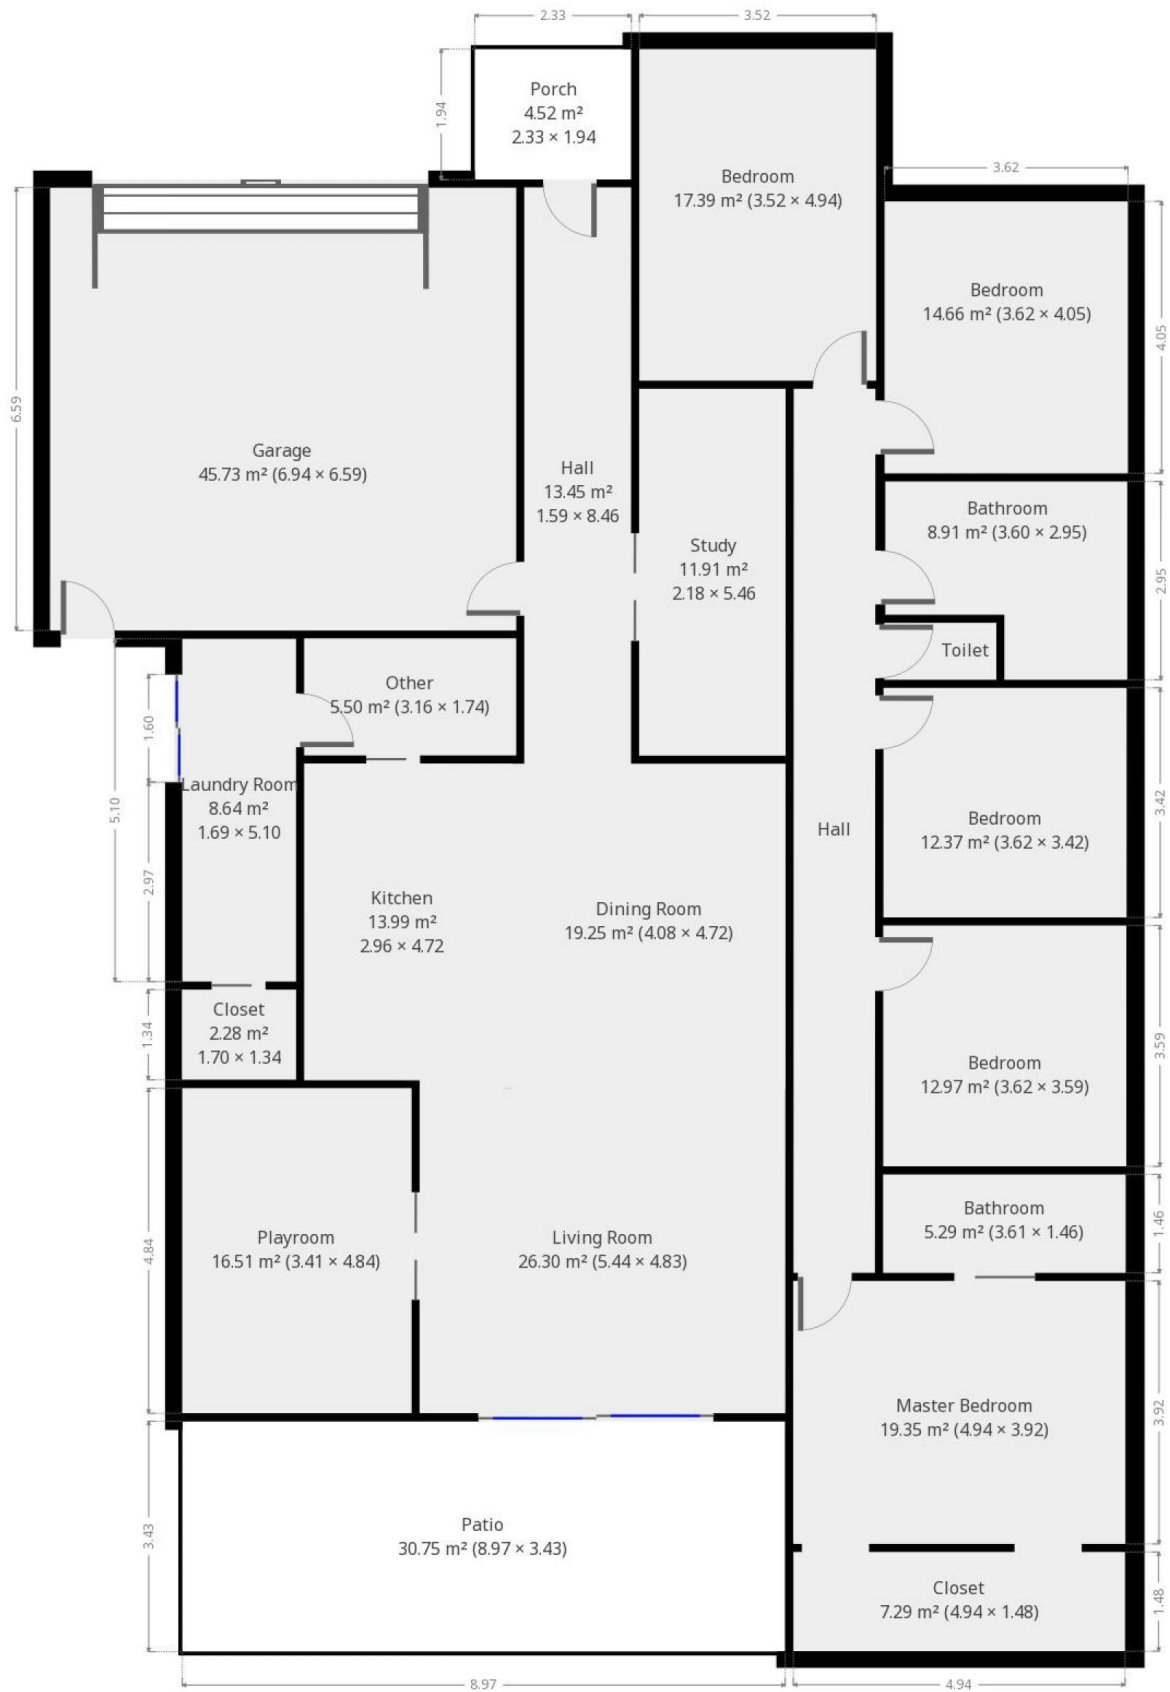 2.33
3.52
Porch
4.52 m²
2.33 × 1.94
1.94
Bedroom
17.39 m² (3.52 × 4.94)
3.62
Bedroom
14.66 m² (3.62 × 4.05)
4.05
6.59
Garage
45.73 m² (6.94 × 6.59)
Hall
13.45 m²
1.59 × 8.46
Study
11.91 m²
2.18 × 5.46
Bathroom
8.91 m² (3.60 × 2.95)
2.95
Toilet
Other
5.50 m² (3.16 × 1.74)
1.60
Laundry Room
8.64 m²
1.69 × 5.10
5.10
2.97
Hall
Bedroom
12.37 m² (3.62 × 3.42)
3.42
Kitchen
13.99 m²
2.96 × 4.72
Dining Room
19.25 m² (4.08 × 4.72)
Closet
2.28 m²
1.70 × 1.34
1.34
Bedroom
12.97 m² (3.62 × 3.59)
3.59
Playroom
16.51 m² (3.41 × 4.84)
4.84
Living Room
26.30 m² (5.44 × 4.83)
Bathroom
5.29 m² (3.61 × 1.46)
1.46
Master Bedroom
19.35 m² (4.94 × 3.92)
3.92
Patio
30.75 m² (8.97 × 3.43)
3.43
Closet
7.29 m² (4.94 × 1.48)
1.48
8.97
4.94